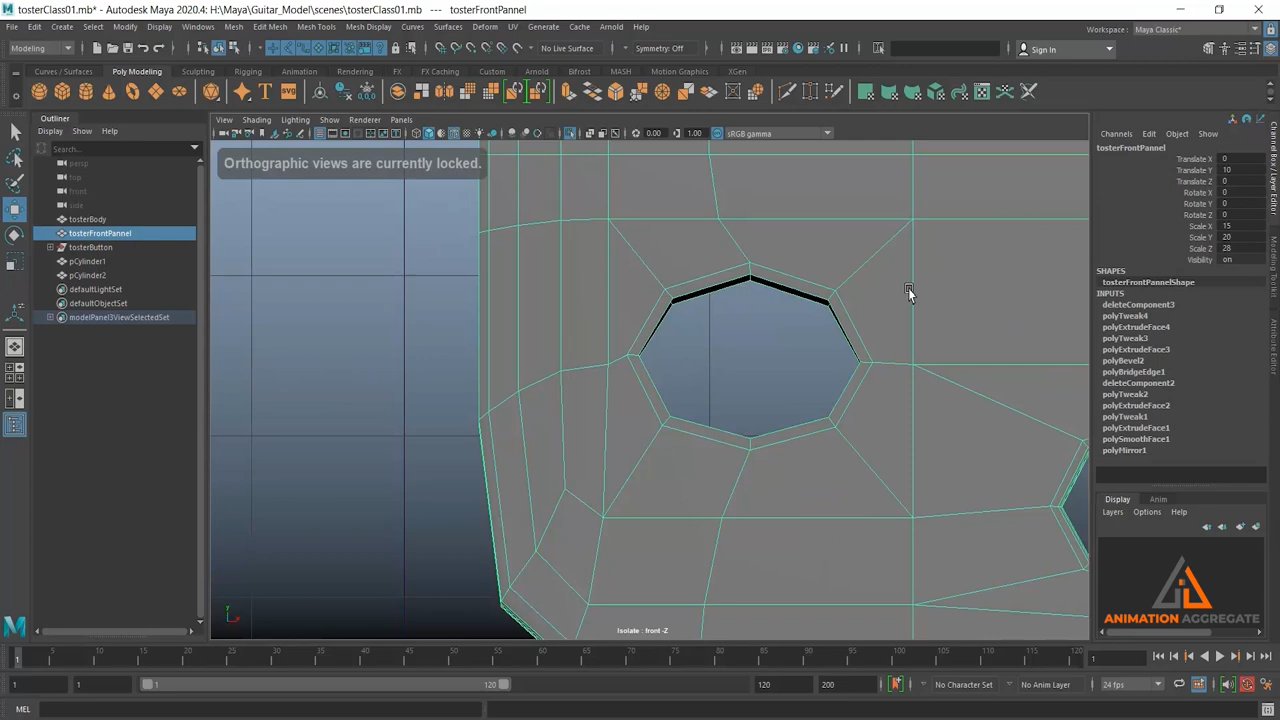 tosterClass01.mb* - Autodesk Maya 2020.4: H:\Maya\Guitar_Model\scenes\tosterClass01.mb --- tosterFrontPannel
File Edit Create Select Modify Display Windows Mesh Edit Mesh Mesh Tools Mesh Display Curves Surfaces Deform UV Generate Cache Arnold Help Workspace : Maya Classic*
Modeling No Live Surface Symmetry: Off Sign In
Curves / Surfaces Poly Modeling Sculpting Rigging Animation Rendering FX FX Caching Custom Arnold Bifrost MASH Motion Graphics XGen
Outliner
Display Show Help
Search...
persp
top
front
side
tosterBody
tosterFrontPannel
tosterButton
pCylinder1
pCylinder2
defaultLightSet
defaultObjectSet
modelPanel3ViewSelectedSet
View Shading Lighting Show Renderer Panels
0.00 1.00 sRGB gamma
Orthographic views are currently locked.
Isolate : front -Z
Channels Edit Object Show
tosterFrontPannel
Translate X 0
Translate Y 10
Translate Z 0
Rotate X 0
Rotate Y 0
Rotate Z 0
Scale X 15
Scale Y 20
Scale Z 28
Visibility on
SHAPES
tosterFrontPannelShape
INPUTS
deleteComponent3
polyTweak4
polyExtrudeFace4
polyTweak3
polyExtrudeFace3
polyBevel2
polyBridgeEdge1
deleteComponent2
polyTweak2
polyExtrudeFace2
polyTweak1
polyExtrudeFace1
polySmoothFace1
polyMirror1
Display Anim
Layers Options Help
ANIMATION AGGREGATE
Channel Box / Layer Editor
Modeling Toolkit
Attribute Editor
5 10 15 20 25 30 35 40 45 50 55 60 65 70 75 80 85 90 95 100 105 110 115 120
1
1
1 1 1 120 120 200 No Character Set No Anim Layer 24 fps
MEL